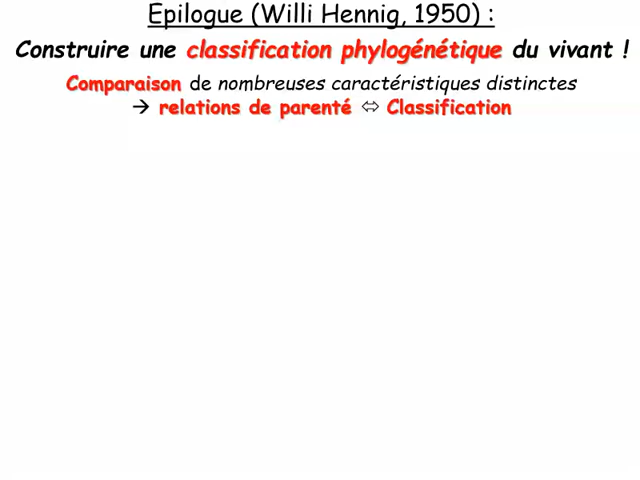 Epilogue (Willi Hennig, 1950) :
Construire une classification phylogénétique du vivant !
Comparaison de nombreuses caractéristiques distinctes
→ relations de parenté ⇔ Classification